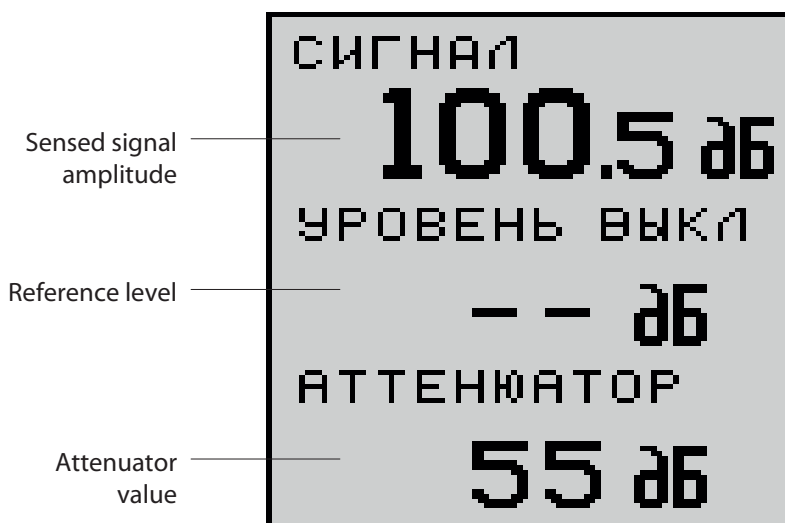 СИГНАЛ
Sensed signal
amplitude
100.5 дБ
УРОВЕНЬ ВЫКЛ
Reference level
-- дБ
АТТЕНЮАТОР
Attenuator
value
55 дБ